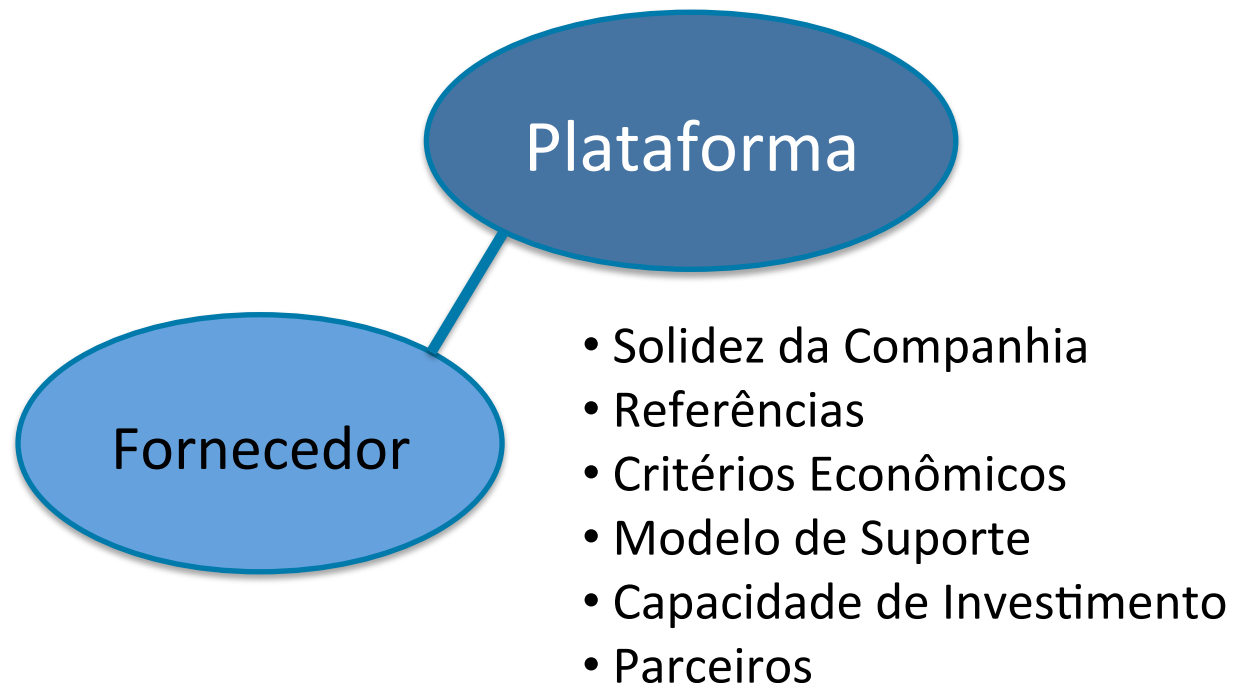 Plataforma
Fornecedor
• Solidez da Companhia
• Referências
• Critérios Econômicos
• Modelo de Suporte
• Capacidade de Investimento
• Parceiros